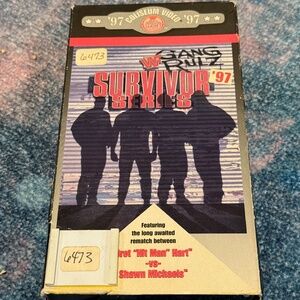 '97 COLISEUM VIDEO '97
6473
GANG
RULZ
SURVIVOR '97
SERIES
Featuring
the long awaited
rematch between
Bret "Hit Man" Hart"
-vs-
Shawn Michaels"
6473